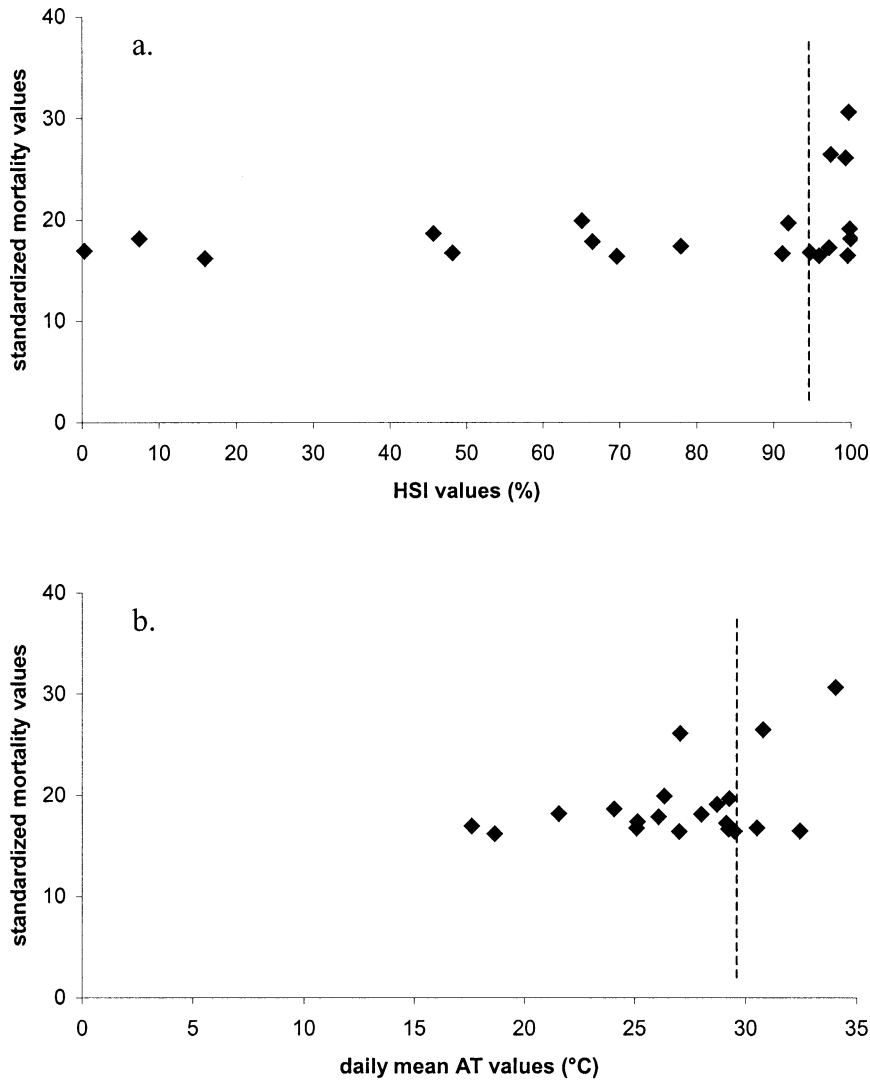 a.
standardized mortality values
40
30
20
10
0
0 10 20 30 40 50 60 70 80 90 100
HSI values (%)
b.
standardized mortality values
40
30
20
10
0
0 5 10 15 20 25 30 35
daily mean AT values (°C)